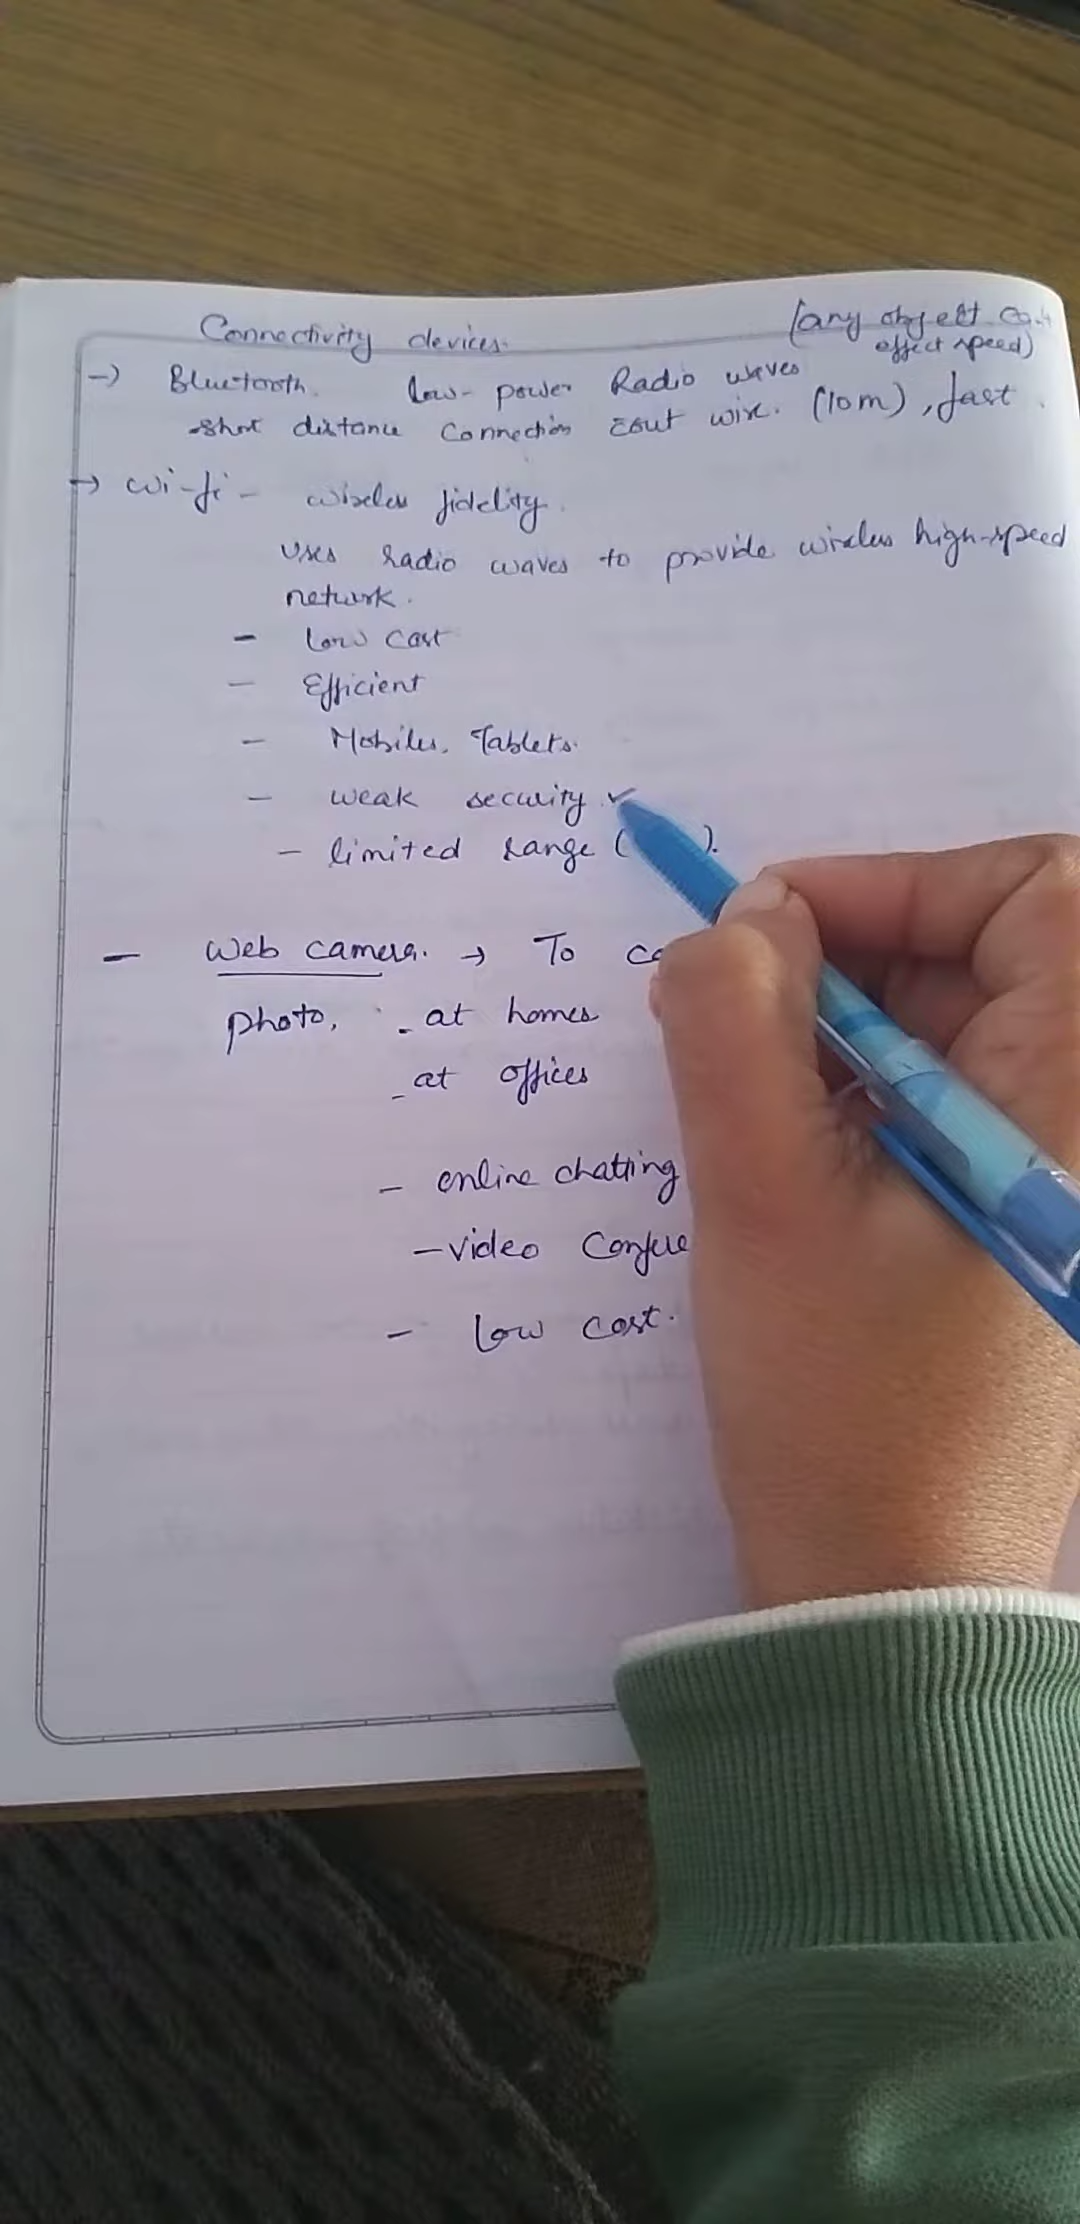 Connectivity devices. (any object
effect speed)
→ Bluetooth. Low-power Radio waves
short distance connection wire. (10m), fast.
→ Wi-fi - wireless fidelity.
uses radio waves to provide wireless high-speed
network.
- Low cost
- Efficient
- Mobiles, Tablets.
- weak security ✓
- limited range ( ).
- Web camera. → To
photo, - at homes
- at offices
- online chatting
- video
- Low cost.